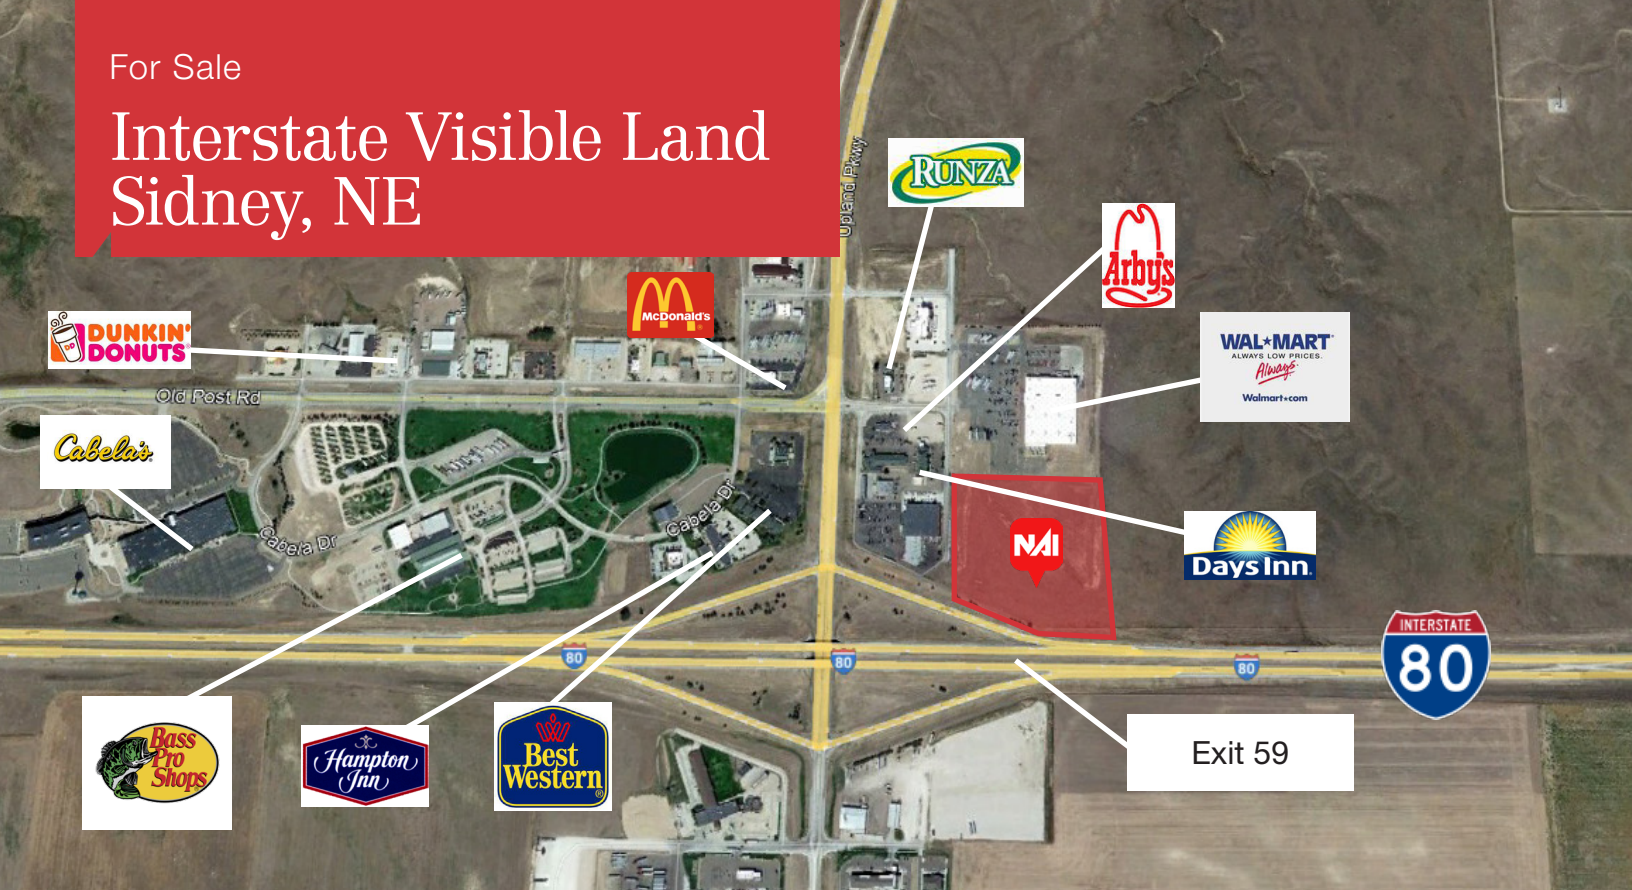 For Sale
Interstate Visible Land
Sidney, NE
Upland Pkwy
RUNZA
Arby's
McDonald's
DUNKIN'
DONUTS
WAL★MART
ALWAYS LOW PRICES.
Always.
Walmart★com
Old Post Rd
Cabela's
Cabela Dr
Cabela Dr
NAI
Days Inn
INTERSTATE
80
80
80
80
Bass
Pro
Shops
Hampton
Inn
Best
Western
Exit 59